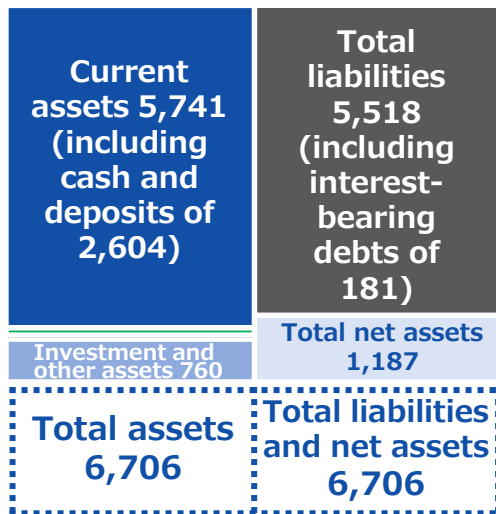 Current
assets 5,741
(including
cash and
deposits of
2,604)
Investment and
other assets 760
Total
liabilities
5,518
(including
interest-
bearing
debts of
181)
Total net assets
1,187
Total assets
6,706
Total liabilities
and net assets
6,706